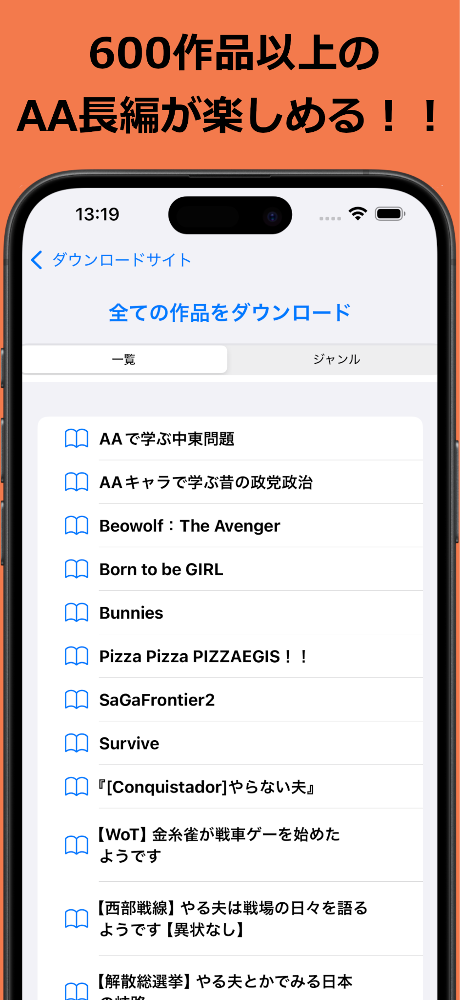 600作品以上の
AA長編が楽しめる！！
13:19
ダウンロードサイト
全ての作品をダウンロード
一覧
ジャンル
AAで学ぶ中東問題
AAキャラで学ぶ昔の政党政治
Beowolf：The Avenger
Born to be GIRL
Bunnies
Pizza Pizza PIZZAEGIS！！
SaGaFrontier2
Survive
『[Conquistador]やらない夫』
【WoT】金糸雀が戦車ゲーを始めた
ようです
【西部戦線】やる夫は戦場の日々を語る
ようです【異状なし】
【解散総選挙】やる夫とかでみる日本